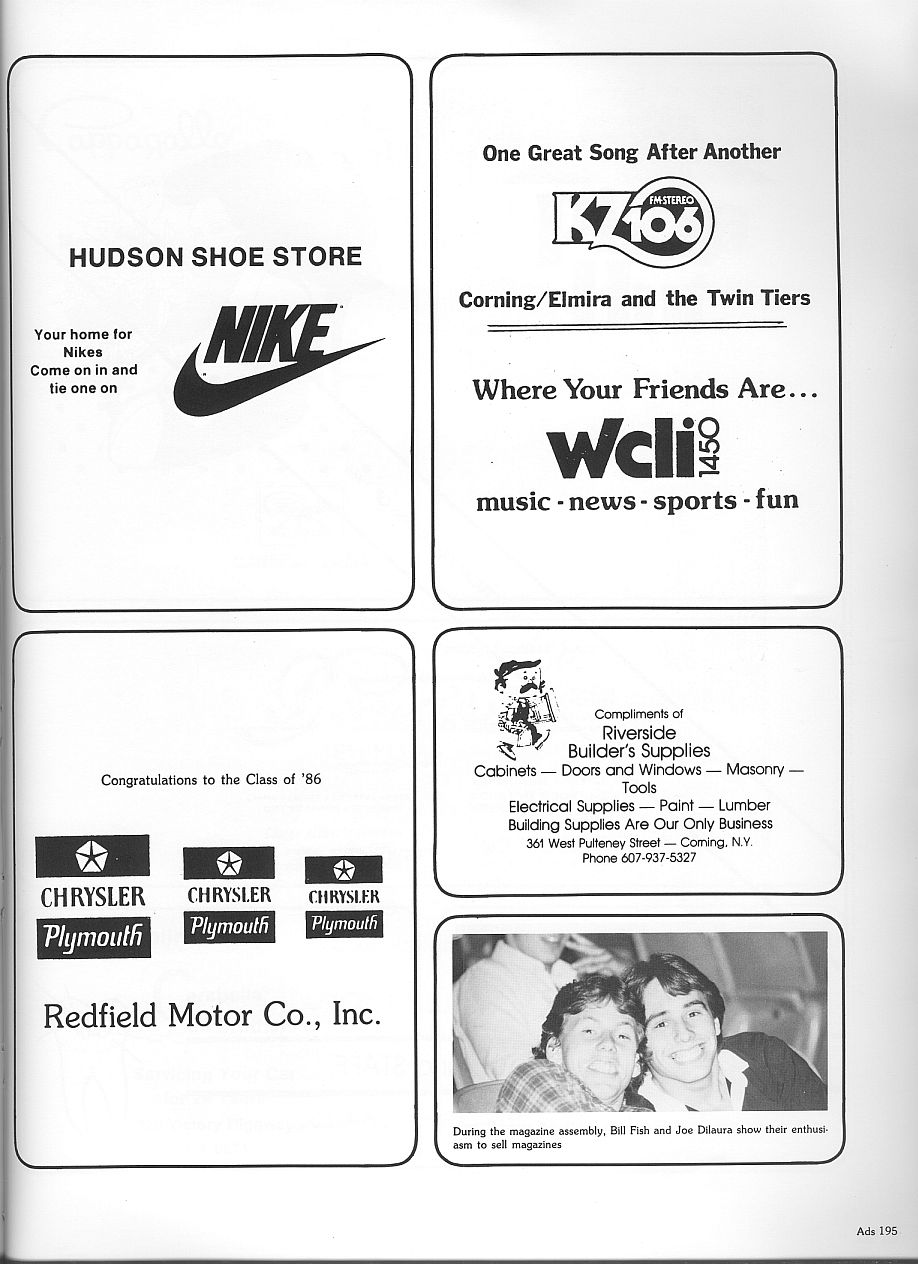 HUDSON SHOE STORE
Your home for
Nikes
Come on in and
tie one on
NIKE
One Great Song After Another
KZ106
FM-STEREO
Corning/Elmira and the Twin Tiers
Where Your Friends Are...
Wcli
1450
music - news - sports - fun
Congratulations to the Class of '86
CHRYSLER
Plymouth
CHRYSLER
Plymouth
CHRYSLER
Plymouth
Redfield Motor Co., Inc.
Compliments of
Riverside
Builder's Supplies
Cabinets — Doors and Windows — Masonry —
Tools
Electrical Supplies — Paint — Lumber
Building Supplies Are Our Only Business
361 West Pulteney Street — Corning, N.Y.
Phone 607-937-5327
During the magazine assembly, Bill Fish and Joe Dilaura show their enthusi-
asm to sell magazines
Ads 195